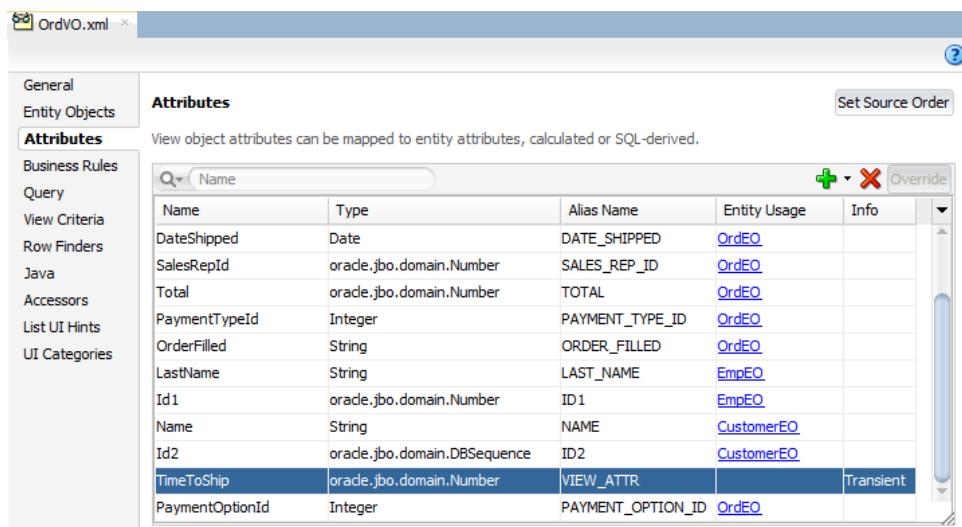 OrdVO.xml ×
?
General
Entity Objects
Attributes
Business Rules
Query
View Criteria
Row Finders
Java
Accessors
List UI Hints
UI Categories
Attributes
Set Source Order
View object attributes can be mapped to entity attributes, calculated or SQL-derived.
Name
Override
Name Type Alias Name Entity Usage Info
DateShipped Date DATE_SHIPPED OrdEO
SalesRepId oracle.jbo.domain.Number SALES_REP_ID OrdEO
Total oracle.jbo.domain.Number TOTAL OrdEO
PaymentTypeId Integer PAYMENT_TYPE_ID OrdEO
OrderFilled String ORDER_FILLED OrdEO
LastName String LAST_NAME EmpEO
Id1 oracle.jbo.domain.Number ID1 EmpEO
Name String NAME CustomerEO
Id2 oracle.jbo.domain.DBSequence ID2 CustomerEO
TimeToShip oracle.jbo.domain.Number VIEW_ATTR Transient
PaymentOptionId Integer PAYMENT_OPTION_ID OrdEO